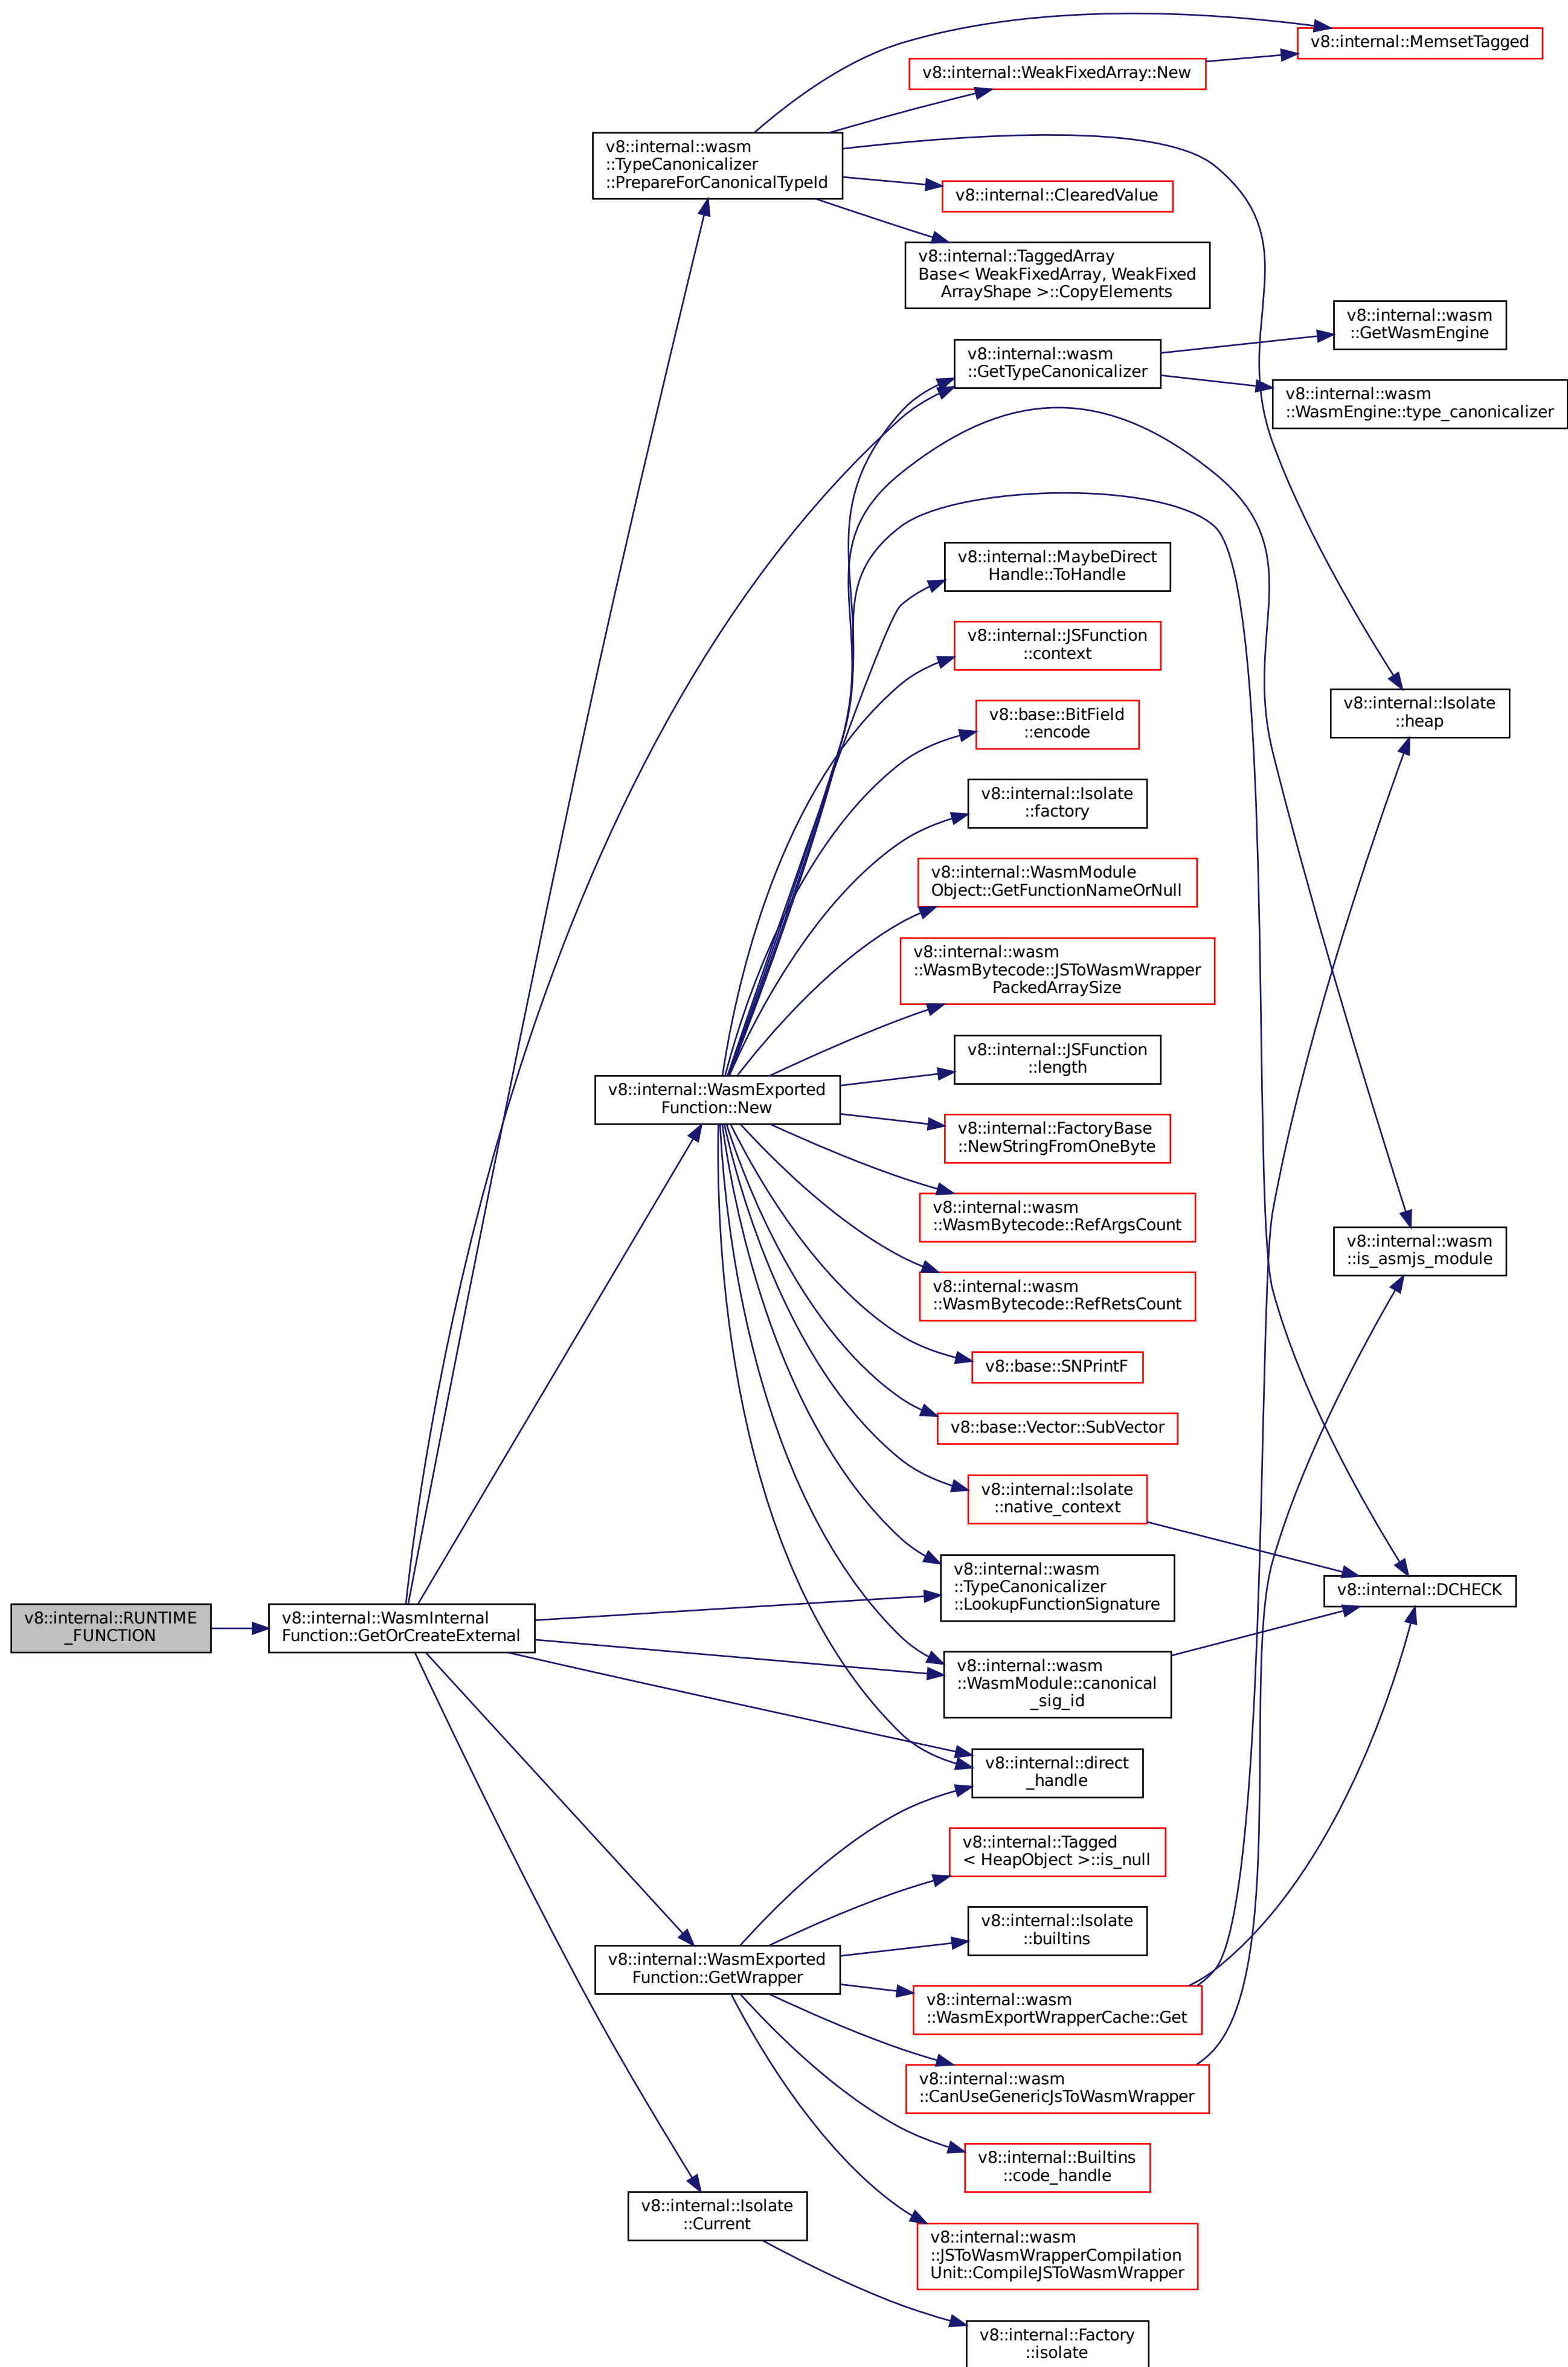 v8::internal::MemsetTagged
v8::internal::WeakFixedArray::New
v8::internal::wasm
::TypeCanonicalizer
::PrepareForCanonicalTypeId
v8::internal::ClearedValue
v8::internal::TaggedArray
Base< WeakFixedArray, WeakFixed
ArrayShape >::CopyElements
v8::internal::wasm
::GetWasmEngine
v8::internal::wasm
::GetTypeCanonicalizer
v8::internal::wasm
::WasmEngine::type_canonicalizer
v8::internal::MaybeDirect
Handle::ToHandle
v8::internal::JSFunction
::context
v8::internal::Isolate
::heap
v8::base::BitField
::encode
v8::internal::Isolate
::factory
v8::internal::WasmModule
Object::GetFunctionNameOrNull
v8::internal::wasm
::WasmBytecode::JSToWasmWrapper
PackedArraySize
v8::internal::JSFunction
::length
v8::internal::WasmExported
Function::New
v8::internal::FactoryBase
::NewStringFromOneByte
v8::internal::wasm
::WasmBytecode::RefArgsCount
v8::internal::wasm
::is_asmjs_module
v8::internal::wasm
::WasmBytecode::RefRetsCount
v8::base::SNPrintF
v8::base::Vector::SubVector
v8::internal::Isolate
::native_context
v8::internal::wasm
::TypeCanonicalizer
::LookupFunctionSignature
v8::internal::DCHECK
v8::internal::RUNTIME
_FUNCTION
v8::internal::WasmInternal
Function::GetOrCreateExternal
v8::internal::wasm
::WasmModule::canonical
_sig_id
v8::internal::direct
_handle
v8::internal::Tagged
< HeapObject >::is_null
v8::internal::Isolate
::builtins
v8::internal::WasmExported
Function::GetWrapper
v8::internal::wasm
::WasmExportWrapperCache::Get
v8::internal::wasm
::CanUseGenericJsToWasmWrapper
v8::internal::Builtins
::code_handle
v8::internal::Isolate
::Current
v8::internal::wasm
::JSToWasmWrapperCompilation
Unit::CompileJSToWasmWrapper
v8::internal::Factory
::isolate